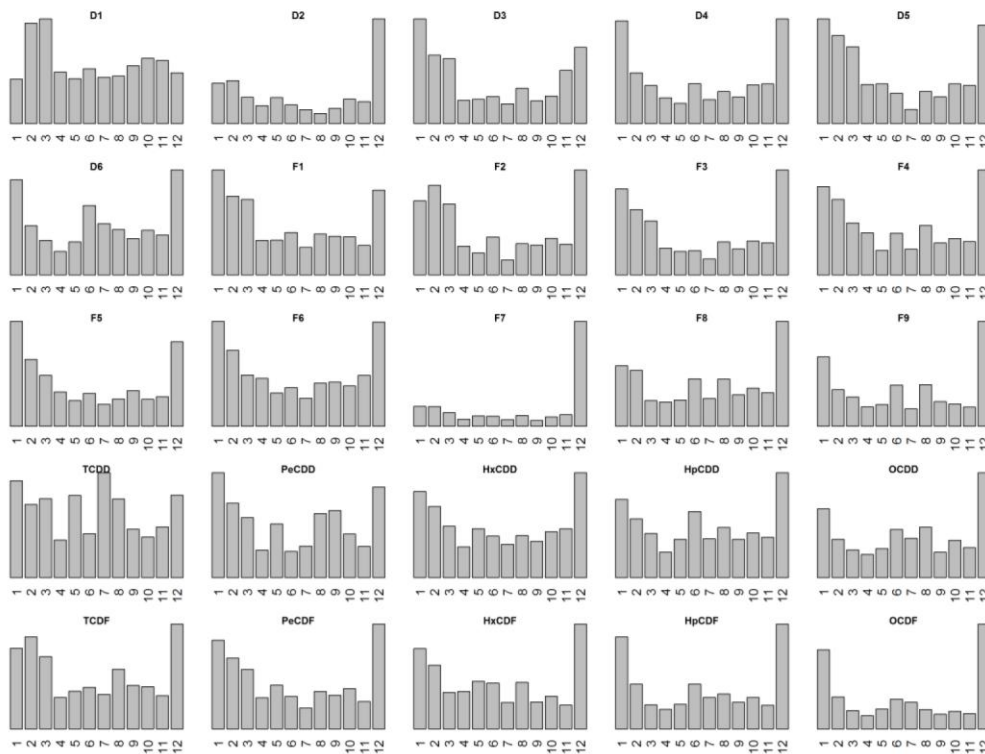 D1 D2 D3 D4 D5
1 2 3 4 5 6 7 8 9 10 11 12 1 2 3 4 5 6 7 8 9 10 11 12 1 2 3 4 5 6 7 8 9 10 11 12 1 2 3 4 5 6 7 8 9 10 11 12 1 2 3 4 5 6 7 8 9 10 11 12
D6 F1 F2 F3 F4
1 2 3 4 5 6 7 8 9 10 11 12 1 2 3 4 5 6 7 8 9 10 11 12 1 2 3 4 5 6 7 8 9 10 11 12 1 2 3 4 5 6 7 8 9 10 11 12 1 2 3 4 5 6 7 8 9 10 11 12
F5 F6 F7 F8 F9
1 2 3 4 5 6 7 8 9 10 11 12 1 2 3 4 5 6 7 8 9 10 11 12 1 2 3 4 5 6 7 8 9 10 11 12 1 2 3 4 5 6 7 8 9 10 11 12 1 2 3 4 5 6 7 8 9 10 11 12
TCDD PeCDD HxCDD HpCDD OCDD
1 2 3 4 5 6 7 8 9 10 11 12 1 2 3 4 5 6 7 8 9 10 11 12 1 2 3 4 5 6 7 8 9 10 11 12 1 2 3 4 5 6 7 8 9 10 11 12 1 2 3 4 5 6 7 8 9 10 11 12
TCDF PeCDF HxCDF HpCDF OCDF
1 2 3 4 5 6 7 8 9 10 11 12 1 2 3 4 5 6 7 8 9 10 11 12 1 2 3 4 5 6 7 8 9 10 11 12 1 2 3 4 5 6 7 8 9 10 11 12 1 2 3 4 5 6 7 8 9 10 11 12